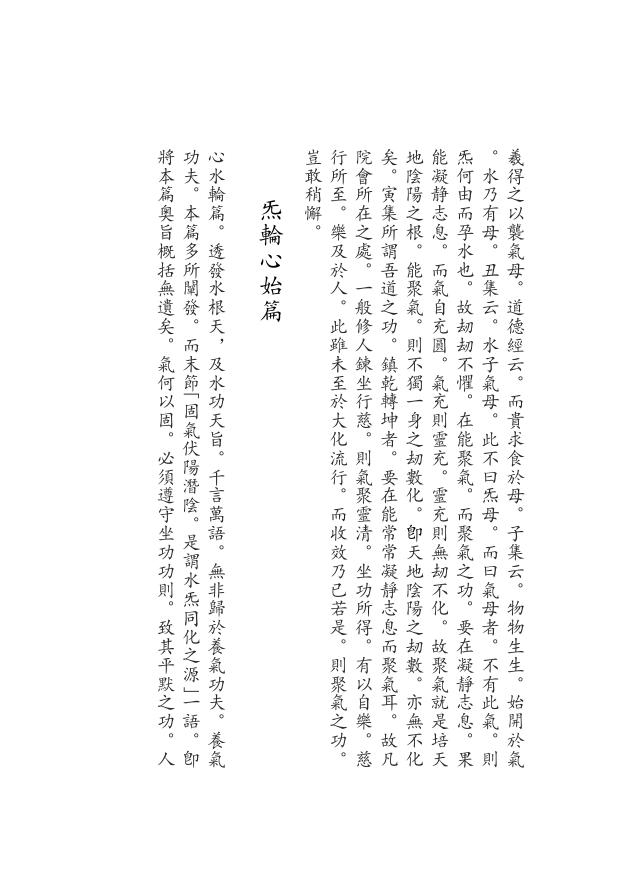 羲得之以襲氣母。道德經云。而貴求食於母。子集云。物物生生。始開於氣
。水乃有母。丑集云。水子氣母。此不曰炁母。而曰氣母者。不有此氣。則
炁何由而孕水也。故刼刼不懼。在能聚氣。而聚氣之功。要在凝靜志息。果
能凝靜志息。而氣自充圓。氣充則靈充。靈充則無刼不化。故聚氣就是培天
地陰陽之根。能聚氣。則不獨一身之刼數化。卽天地陰陽之刼數。亦無不化
矣。寅集所謂吾道之功。鎮乾轉坤者。要在能常常凝靜志息而聚氣耳。故凡
院會所在之處。一般修人鍊坐行慈。則氣聚靈清。坐功所得。有以自樂。慈
行所至。樂及於人。此雖未至於大化流行。而收效乃已若是。則聚氣之功。
豈敢稍懈。
炁輪心始篇
心水輪篇。透發水根天，及水功天旨。千言萬語。無非歸於養氣功夫。養氣
功夫。本篇多所闡發。而末節「固氣伏陽潛陰。是謂水炁同化之源」一語。卽
將本篇奧旨概括無遺矣。氣何以固。必須遵守坐功功則。致其平默之功。人